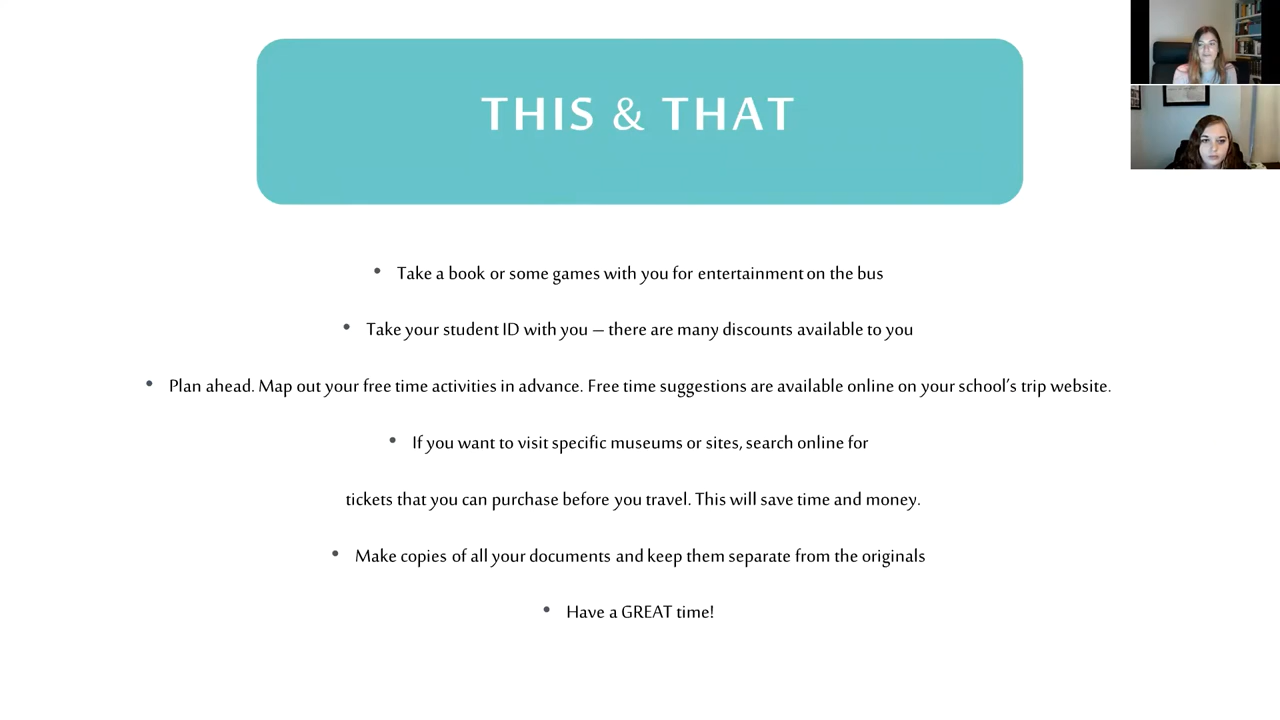 THIS & THAT
• Take a book or some games with you for entertainment on the bus
• Take your student ID with you – there are many discounts available to you
• Plan ahead. Map out your free time activities in advance. Free time suggestions are available online on your school’s trip website.
• If you want to visit specific museums or sites, search online for
tickets that you can purchase before you travel. This will save time and money.
• Make copies of all your documents and keep them separate from the originals
• Have a GREAT time!